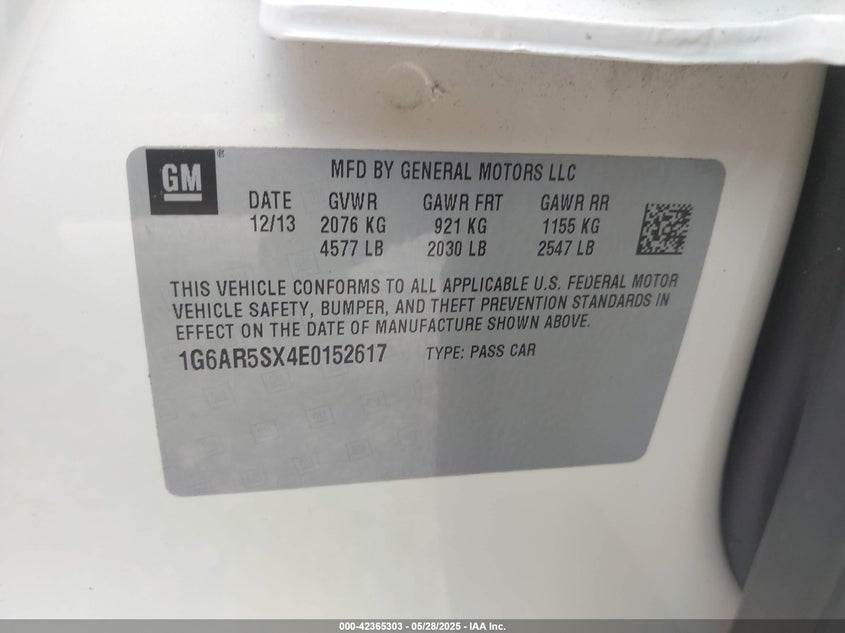 GM
MFD BY GENERAL MOTORS LLC
DATE GVWR GAWR FRT GAWR RR
12/13 2076 KG 921 KG 1155 KG
4577 LB 2030 LB 2547 LB
THIS VEHICLE CONFORMS TO ALL APPLICABLE U.S. FEDERAL MOTOR
VEHICLE SAFETY, BUMPER, AND THEFT PREVENTION STANDARDS IN
EFFECT ON THE DATE OF MANUFACTURE SHOWN ABOVE.
1G6AR5SX4E0152617 TYPE: PASS CAR
000-42365303 / 05/28/2025 - IAA Inc.